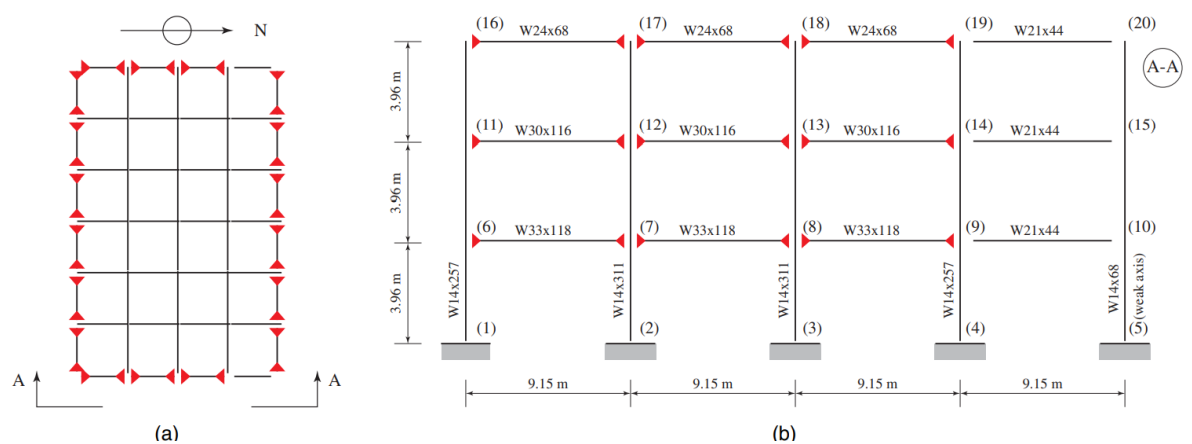 N
A
A
(a)
(16) (17) (18) (19) (20)
W24x68 W24x68 W24x68 W21x44
A-A
3.96 m
(11) (12) (13) (14) (15)
W30x116 W30x116 W30x116 W21x44
3.96 m
(6) (7) (8) (9) (10)
W33x118 W33x118 W33x118 W21x44
3.96 m
W14x257 W14x311 W14x311 W14x257 W14x68
(weak axis)
(1) (2) (3) (4) (5)
9.15 m 9.15 m 9.15 m 9.15 m
(b)